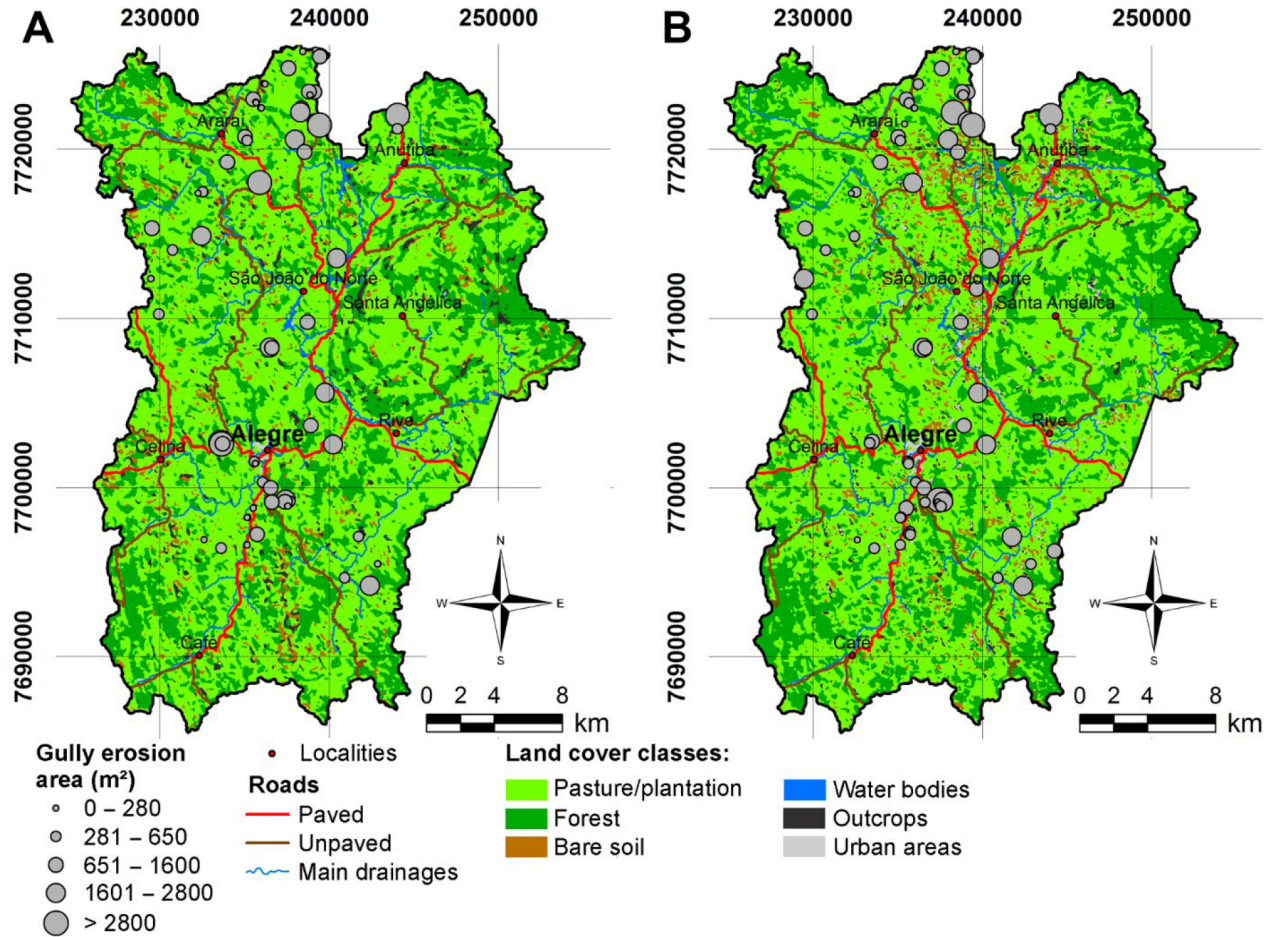 A
230000 240000 250000
7720000
7710000
7700000
7690000
Araraí
Anutiba
São João do Norte
Santa Angélica
Alegre
Rive
Celina
Café
N
W E
S
0 2 4 8
km
B
230000 240000 250000
7720000
7710000
7700000
7690000
Araraí
Anutiba
São João do Norte
Santa Angélica
Alegre
Rive
Celina
Café
N
W E
S
0 2 4 8
km
Gully erosion
area (m²)
0 – 280
281 – 650
651 – 1600
1601 – 2800
> 2800
Localities
Roads
Paved
Unpaved
Main drainages
Land cover classes:
Pasture/plantation
Forest
Bare soil
Water bodies
Outcrops
Urban areas